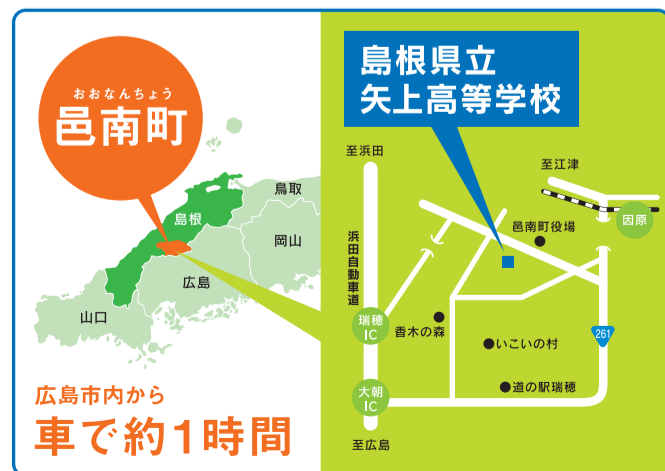 おおなんちょう
邑南町
鳥取
島根
岡山
広島
山口
広島市内から
車で約1時間
島根県立
矢上高等学校
至浜田
至江津
因原
邑南町役場
浜田自動車道
瑞穂
IC
香木の森
261
いこいの村
大朝
IC
道の駅瑞穂
至広島